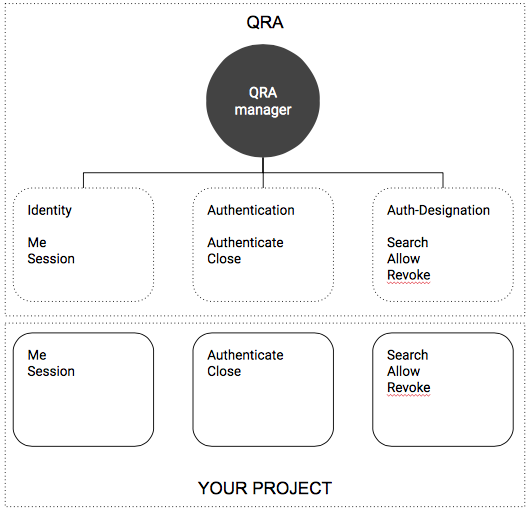 QRA
QRA
manager
Identity
Me
Session
Authentication
Authenticate
Close
Auth-Designation
Search
Allow
Revoke
Me
Session
Authenticate
Close
Search
Allow
Revoke
YOUR PROJECT